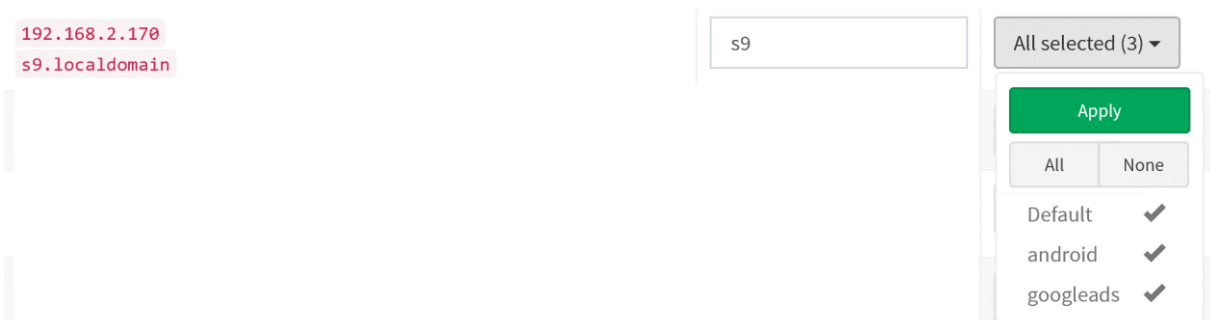 192.168.2.170
s9.localdomain
s9
All selected (3)
Apply
All None
Default
android
googleads